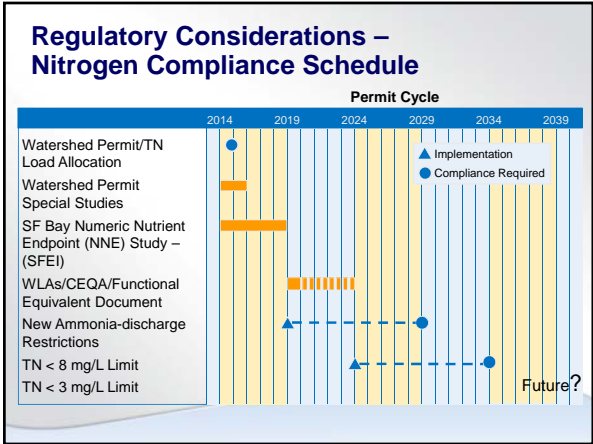 Regulatory Considerations –
Nitrogen Compliance Schedule
Permit Cycle
2014 2019 2024 2029 2034 2039
Watershed Permit/TN
Load Allocation
Implementation
Compliance Required
Watershed Permit
Special Studies
SF Bay Numeric Nutrient
Endpoint (NNE) Study –
(SFEI)
WLAs/CEQA/Functional
Equivalent Document
New Ammonia-discharge
Restrictions
TN < 8 mg/L Limit
TN < 3 mg/L Limit
Future?